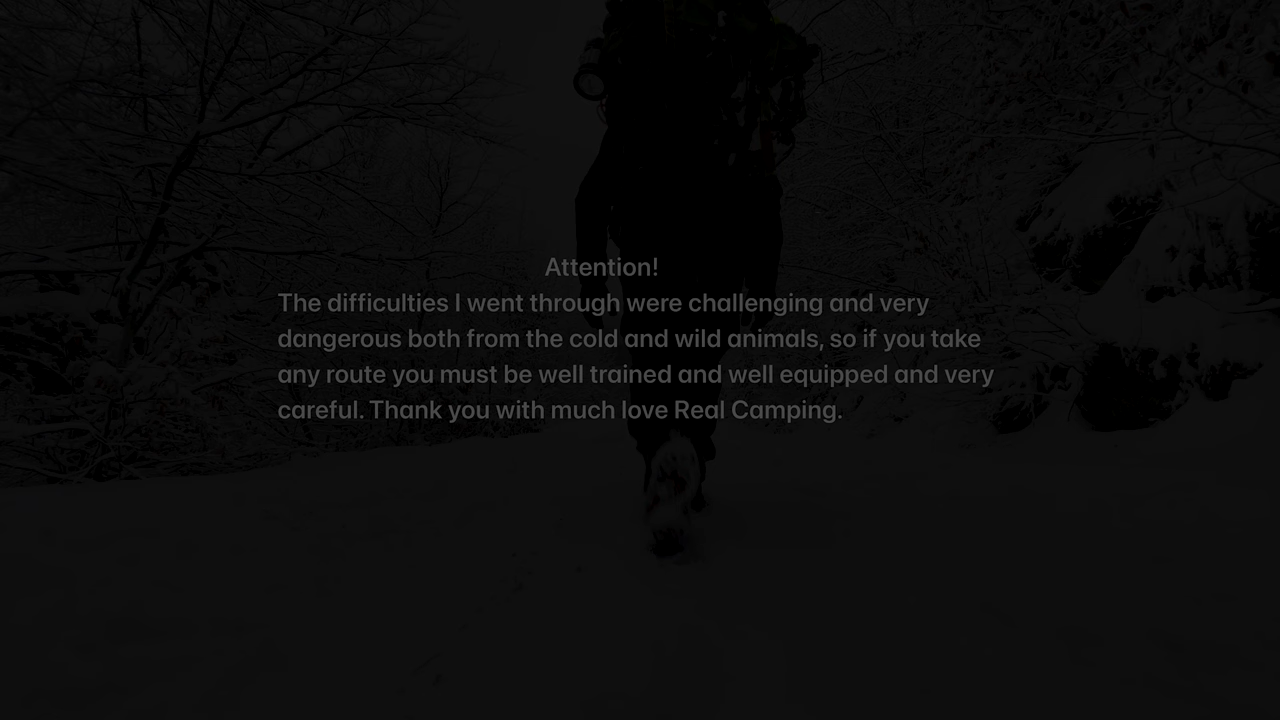 Attention!
The difficulties I went through were challenging and very
dangerous both from the cold and wild animals, so if you take
any route you must be well trained and well equipped and very
careful. Thank you with much love Real Camping.